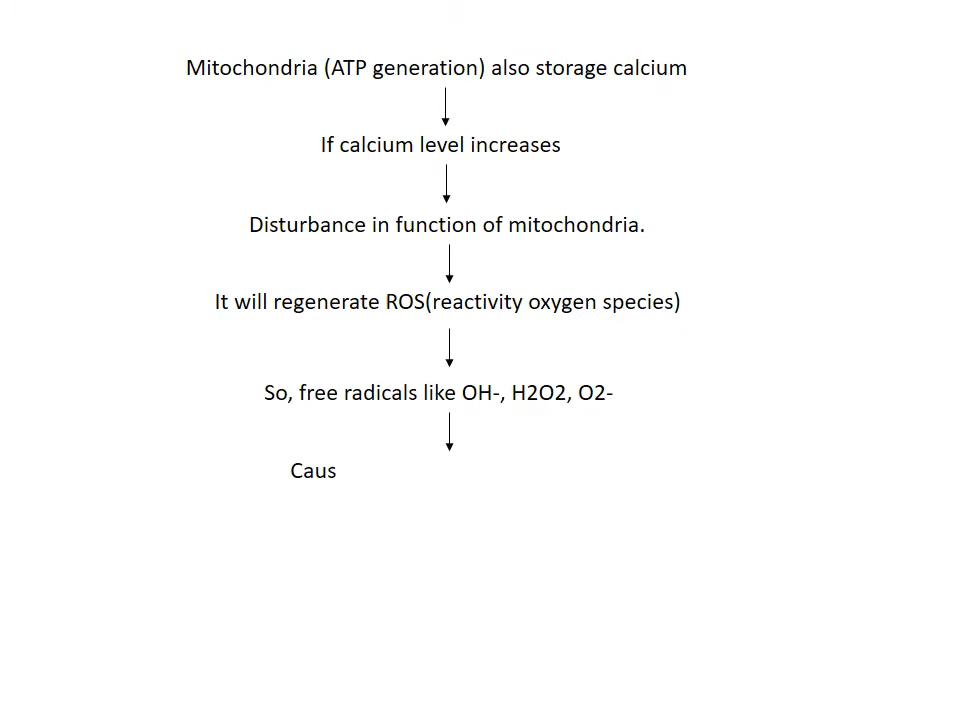 Mitochondria (ATP generation) also storage calcium
If calcium level increases
Disturbance in function of mitochondria.
It will regenerate ROS(reactivity oxygen species)
So, free radicals like OH-, H2O2, O2-
Caus